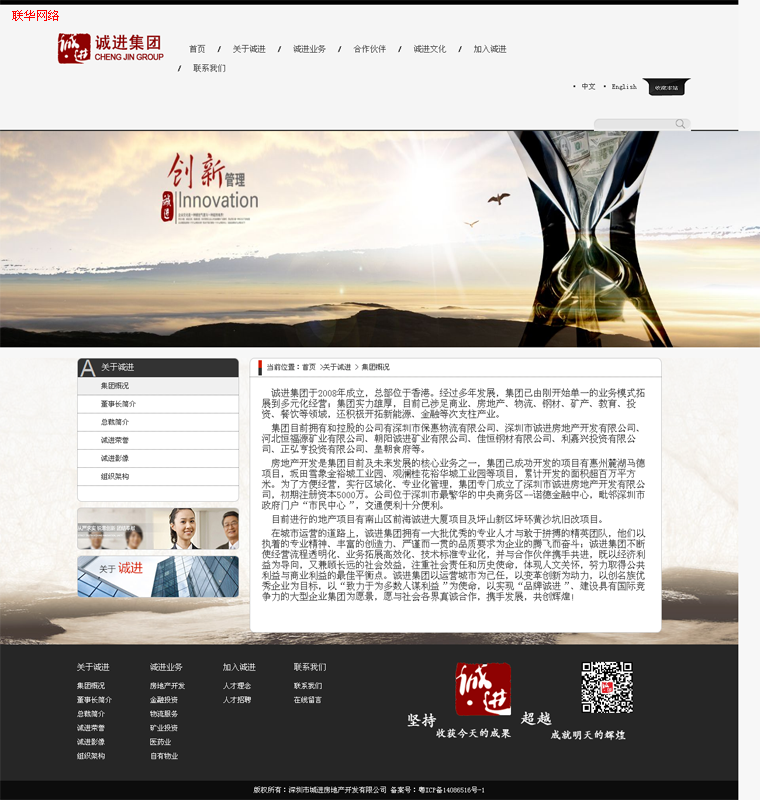 联华网络
诚进
诚进集团
CHENG JIN GROUP
首页 / 关于诚进 / 诚进业务 / 合作伙伴 / 诚进文化 / 加入诚进
/ 联系我们
• 中文 • English
创新管理
诚进
Innovation
A 关于诚进
集团概况
董事长简介
总裁简介
诚进荣誉
诚进影像
组织架构
关于 诚进
当前位置：首页 >关于诚进 > 集团概况
诚进集团于2008年成立，总部位于香港。经过多年发展，集团已由刚开始单一的业务模式拓
展到多元化经营；集团实力雄厚，目前已涉足商业、房地产、物流、钢材、矿产、教育、投
资、餐饮等领域，还积极开拓新能源、金融等次支柱产业。
集团目前拥有和控股的公司有深圳市保惠物流有限公司、深圳市诚进房地产开发有限公司、
河北恒福源矿业有限公司、朝阳诚进矿业有限公司、佳恒钢材有限公司、利嘉兴投资有限公
司、正弘亨投资有限公司、皇朝食府等。
房地产开发是集团目前及未来发展的核心业务之一，集团已成功开发的项目有惠州麓湖马德
项目，坂田雪象金裕城工业园、观澜桂花裕华城工业园等项目，累计开发的面积超百万平方
米。为了方便经营，实行区域化、专业化管理，集团专门成立了深圳市诚进房地产开发有限公
司，初期注册资本5000万。公司位于深圳市最繁华的中央商务区--诺德金融中心，毗邻深圳市
政府门户“市民中心”，交通便利十分便利。
目前进行的地产项目有南山区前海诚进大厦项目及坪山新区坪环黄沙坑旧改项目。
在城市运营的道路上，诚进集团拥有一大批优秀的专业人才与敢于拼搏的精英团队，他们以
执着的专业精神、丰富的创造力、严谨而一贯的品质要求为企业的腾飞而奋斗；诚进集团不断
使经营流程透明化、业务拓展高效化、技术标准专业化，并与合作伙伴携手共进，既以经济利
益为导向，又兼顾长远的社会效益，注重社会责任和历史使命，体现人文关怀，努力取得公共
利益与商业利益的最佳平衡点。诚进集团以运营城市为己任，以变革创新为动力，以创名族优
秀企业为目标，以“致力于为多数人谋利益”为使命，以实现“品牌诚进”、建设具有国际竞
争力的大型企业集团为愿景，愿与社会各界真诚合作，携手发展，共创辉煌！
关于诚进
集团概况
董事长简介
总裁简介
诚进荣誉
诚进影像
组织架构
诚进业务
房地产开发
金融投资
物流服务
矿业投资
医药业
自有物业
加入诚进
人才理念
人才招聘
联系我们
联系我们
在线留言
诚进
坚持
收获今天的成果
超越
成就明天的辉煌
版权所有：深圳市城进房地产开发有限公司 备案号：粤ICP备14086516号-1